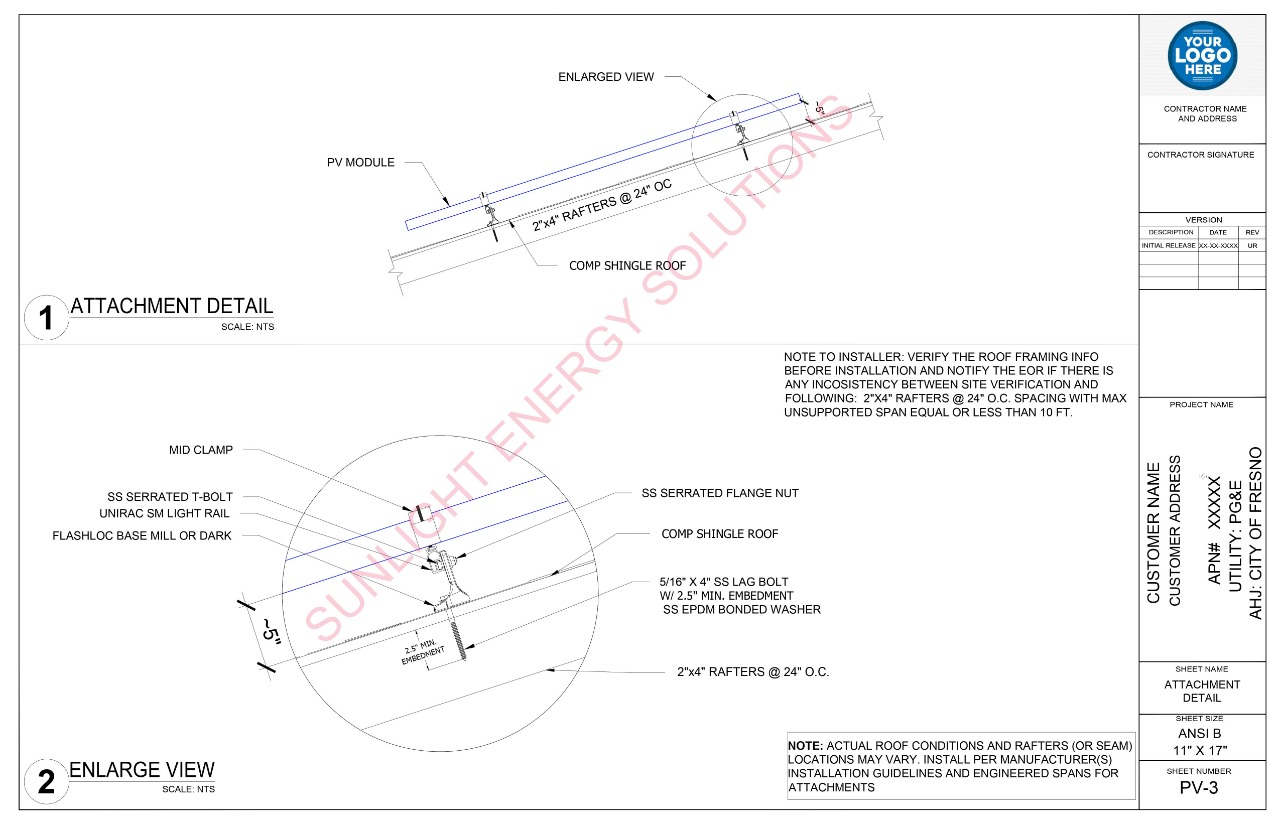 ENLARGED VIEW
~5"
PV MODULE
2"x4" RAFTERS @ 24" OC
COMP SHINGLE ROOF
1
ATTACHMENT DETAIL
SCALE: NTS
NOTE TO INSTALLER: VERIFY THE ROOF FRAMING INFO
BEFORE INSTALLATION AND NOTIFY THE EOR IF THERE IS
ANY INCOSISTENCY BETWEEN SITE VERIFICATION AND
FOLLOWING: 2"X4" RAFTERS @ 24" O.C. SPACING WITH MAX
UNSUPPORTED SPAN EQUAL OR LESS THAN 10 FT.
MID CLAMP
SS SERRATED T-BOLT
UNIRAC SM LIGHT RAIL
FLASHLOC BASE MILL OR DARK
SS SERRATED FLANGE NUT
COMP SHINGLE ROOF
5/16" X 4" SS LAG BOLT
W/ 2.5" MIN. EMBEDMENT
SS EPDM BONDED WASHER
~5"
2.5" MIN.
EMBEDMENT
2"x4" RAFTERS @ 24" O.C.
2
ENLARGE VIEW
SCALE: NTS
NOTE: ACTUAL ROOF CONDITIONS AND RAFTERS (OR SEAM)
LOCATIONS MAY VARY. INSTALL PER MANUFACTURER(S)
INSTALLATION GUIDELINES AND ENGINEERED SPANS FOR
ATTACHMENTS
SUNLIGHT ENERGY SOLUTIONS
YOUR
LOGO
HERE
CONTRACTOR NAME
AND ADDRESS
CONTRACTOR SIGNATURE
VERSION
DESCRIPTION DATE REV
INITIAL RELEASE XX-XX-XXXX UR
PROJECT NAME
CUSTOMER NAME
CUSTOMER ADDRESS
APN# XXXXX
UTILITY: PG&E
AHJ: CITY OF FRESNO
SHEET NAME
ATTACHMENT
DETAIL
SHEET SIZE
ANSI B
11" X 17"
SHEET NUMBER
PV-3